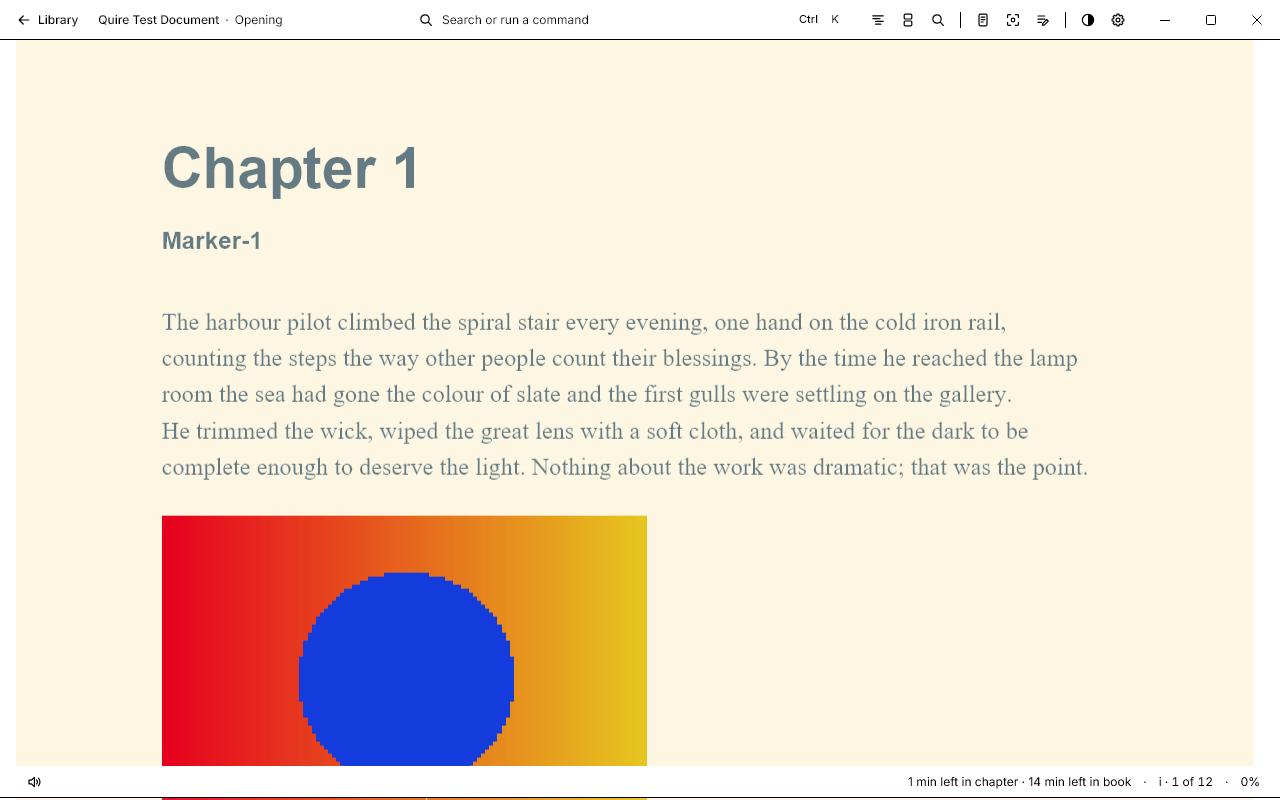 Library Quire Test Document · Opening Search or run a command Ctrl K
Chapter 1
Marker-1
The harbour pilot climbed the spiral stair every evening, one hand on the cold iron rail,
counting the steps the way other people count their blessings. By the time he reached the lamp
room the sea had gone the colour of slate and the first gulls were settling on the gallery.
He trimmed the wick, wiped the great lens with a soft cloth, and waited for the dark to be
complete enough to deserve the light. Nothing about the work was dramatic; that was the point.
1 min left in chapter · 14 min left in book · i · 1 of 12 · 0%